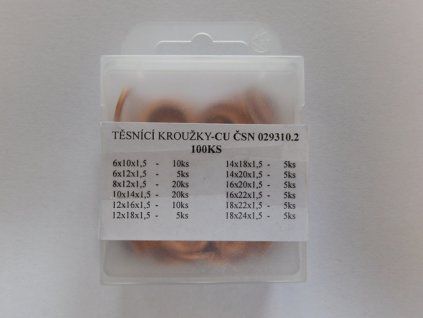 TĚSNÍCÍ KROUŽKY-CU ČSN 029310.2
100KS
6x10x1,5 - 10ks
6x12x1,5 - 5ks
8x12x1,5 - 20ks
10x14x1,5 - 20ks
12x16x1,5 - 10ks
12x18x1,5 - 5ks
14x18x1,5 - 5ks
14x20x1,5 - 5ks
16x20x1,5 - 5ks
16x22x1,5 - 5ks
18x22x1,5 - 5ks
18x24x1,5 - 5ks